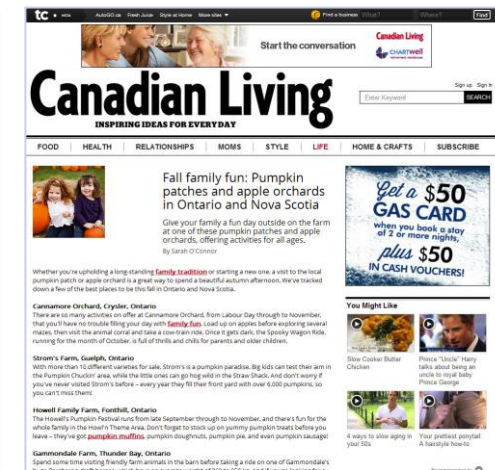 tc AutoGO.ca Fresh Juice Style at Home More sites Find a business What? Where? Find
Start the conversation
Canadian Living
CHARTWELL
Canadian Living
INSPIRING IDEAS FOR EVERYDAY
Sign up Sign In
Enter Keyword SEARCH
FOOD HEALTH RELATIONSHIPS MOMS STYLE LIFE HOME & CRAFTS SUBSCRIBE
Fall family fun: Pumpkin
patches and apple orchards
in Ontario and Nova Scotia
Give your family a fun day outside on the farm
at one of these pumpkin patches and apple
orchards, offering activities for all ages.
By Sarah O'Connor
Get a $50
GAS CARD
when you book a stay
of 2 or more nights,
plus $50
IN CASH VOUCHERS!
Whether you're upholding a long-standing family tradition or starting a new one, a visit to the local
pumpkin patch or apple orchard is a great way to spend a beautiful autumn afternoon. We've tracked
down a few of the best places to be this fall in Ontario and Nova Scotia.
Cannamore Orchard, Crysler, Ontario
There are so many activities on offer at Cannamore Orchard, from Labour Day through to November,
that you'll have no trouble filling your day with family fun. Load up on apples before exploring several
mazes, then visit the animal corral and take a cow-train ride. Once it gets dark, the Spooky Wagon Ride,
running for the month of October, is full of thrills and chills for parents and older children.
Strom's Farm, Guelph, Ontario
With more than 10 different varieties for sale, Strom's is a pumpkin paradise. Big kids can test their aim in
the Pumpkin Chuckin' area, while the little ones can go hog wild in the Straw Shack. And don't worry if
you've never visited Strom's before – every year they fill their front yard with over 6,000 pumpkins, so
you can't miss them!
Howell Family Farm, Fonthill, Ontario
The Howell's Pumpkin Festival runs from late September through to November, and there's fun for the
whole family in the Howl'n Theme Area. Don't forget to stock up on yummy pumpkin treats before you
leave – they've got pumpkin muffins, pumpkin doughnuts, pumpkin pie, and even pumpkin sausage!
Gammondale Farm, Thunder Bay, Ontario
Spend some time visiting friendly farm animals in the barn before taking a ride on one of Gammondale's
You Might Like
Slow Cooker Butter
Chicken
Prince "Uncle" Harry
talks about being an
uncle to royal baby
Prince George
4 ways to slow aging in
your 50s
Your prettiest ponytail:
A hairstyle how-to